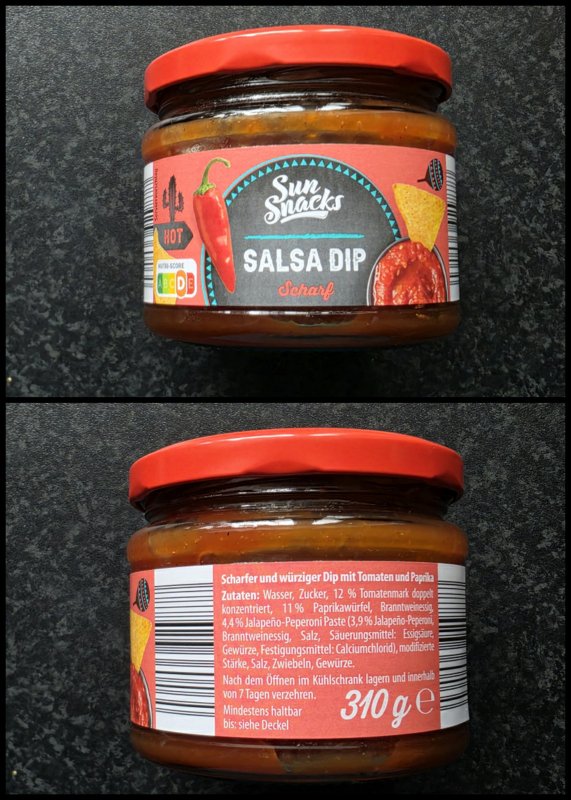 HOT
NUTRI-SCORE
ABCDE
Sun
Snacks
SALSA DIP
Scharf
Scharfer und würziger Dip mit Tomaten und Paprika
Zutaten: Wasser, Zucker, 12 % Tomatenmark doppelt
konzentriert, 11 % Paprikawürfel, Branntweinessig,
4,4 % Jalapeño-Peperoni Paste (3,9 % Jalapeño-Peperoni,
Branntweinessig, Salz, Säuerungsmittel: Essigsäure,
Gewürze, Festigungsmittel: Calciumchlorid), modifizierte
Stärke, Salz, Zwiebeln, Gewürze.
Nach dem Öffnen im Kühlschrank lagern und innerhalb
von 7 Tagen verzehren.
Mindestens haltbar
bis: siehe Deckel
310 g ℮